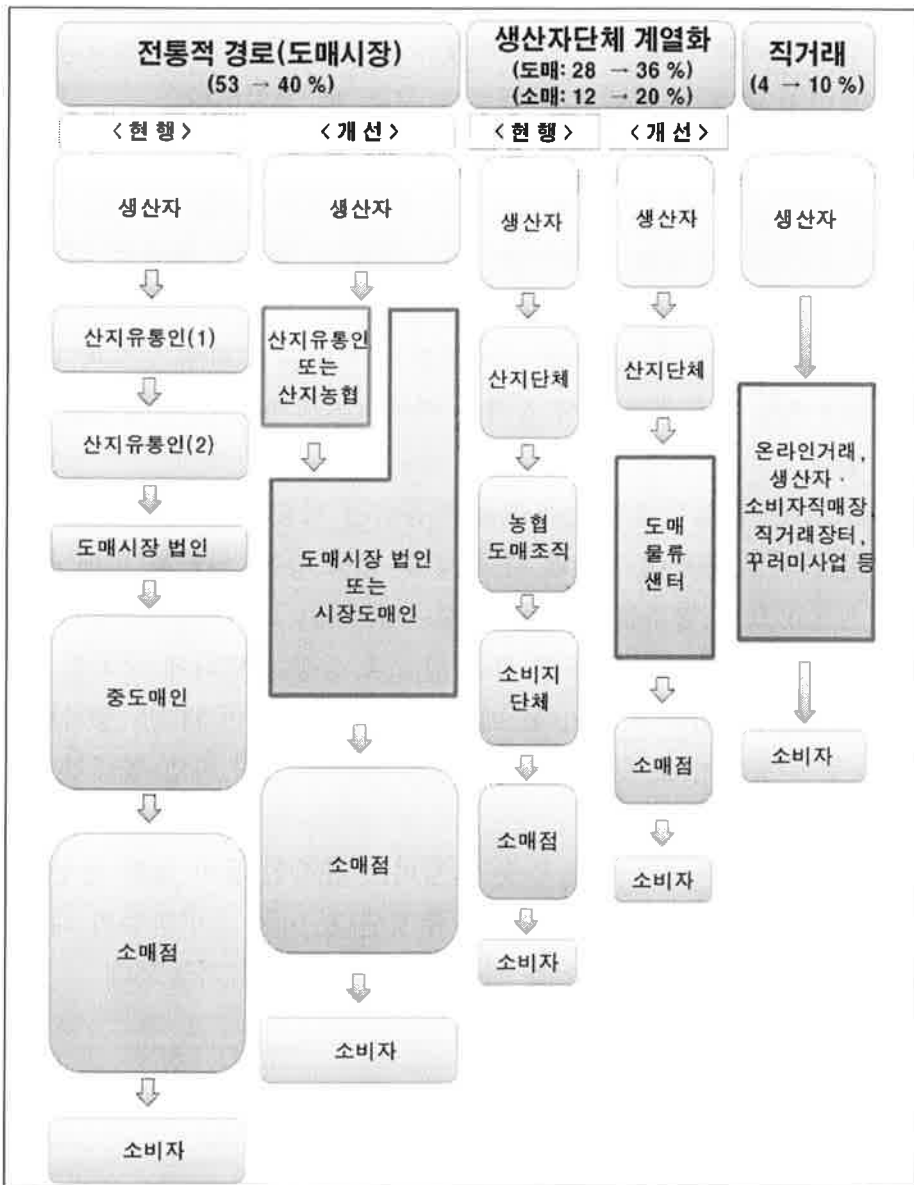 전통적 경로(도매시장)
(53 → 40 %)
생산자단체 계열화
(도매: 28 → 36 %)
(소매: 12 → 20 %)
직거래
(4 → 10 %)
< 현 행 >
< 개 선 >
< 현 행 >
< 개 선 >
생산자
산지유통인(1)
산지유통인(2)
도매시장 법인
중도매인
소매점
소비자
생산자
산지유통인
또는
산지농협
도매시장 법인
또는
시장도매인
소매점
소비자
생산자
산지단체
농협
도매조직
소비지
단체
소매점
소비자
생산자
산지단체
도매
물류
샌터
소매점
소비자
생산자
온라인거래,
생산자 ·
소비자직매장,
직거래장터,
꾸러미사업 등
소비자